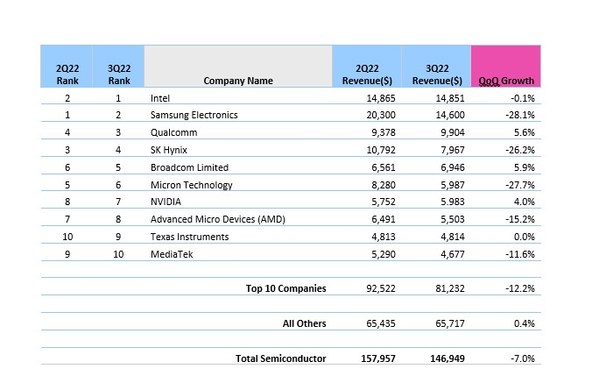 2Q22 Rank 3Q22 Rank Company Name 2Q22 Revenue($) 3Q22 Revenue($) QoQ Growth
2 1 Intel 14,865 14,851 -0.1%
1 2 Samsung Electronics 20,300 14,600 -28.1%
4 3 Qualcomm 9,378 9,904 5.6%
3 4 SK Hynix 10,792 7,967 -26.2%
6 5 Broadcom Limited 6,561 6,946 5.9%
5 6 Micron Technology 8,280 5,987 -27.7%
8 7 NVIDIA 5,752 5.983 4.0%
7 8 Advanced Micro Devices (AMD) 6,491 5,503 -15.2%
10 9 Texas Instruments 4,813 4,814 0.0%
9 10 MediaTek 5,290 4,677 -11.6%
Top 10 Companies 92,522 81,232 -12.2%
All Others 65,435 65,717 0.4%
Total Semiconductor 157,957 146,949 -7.0%